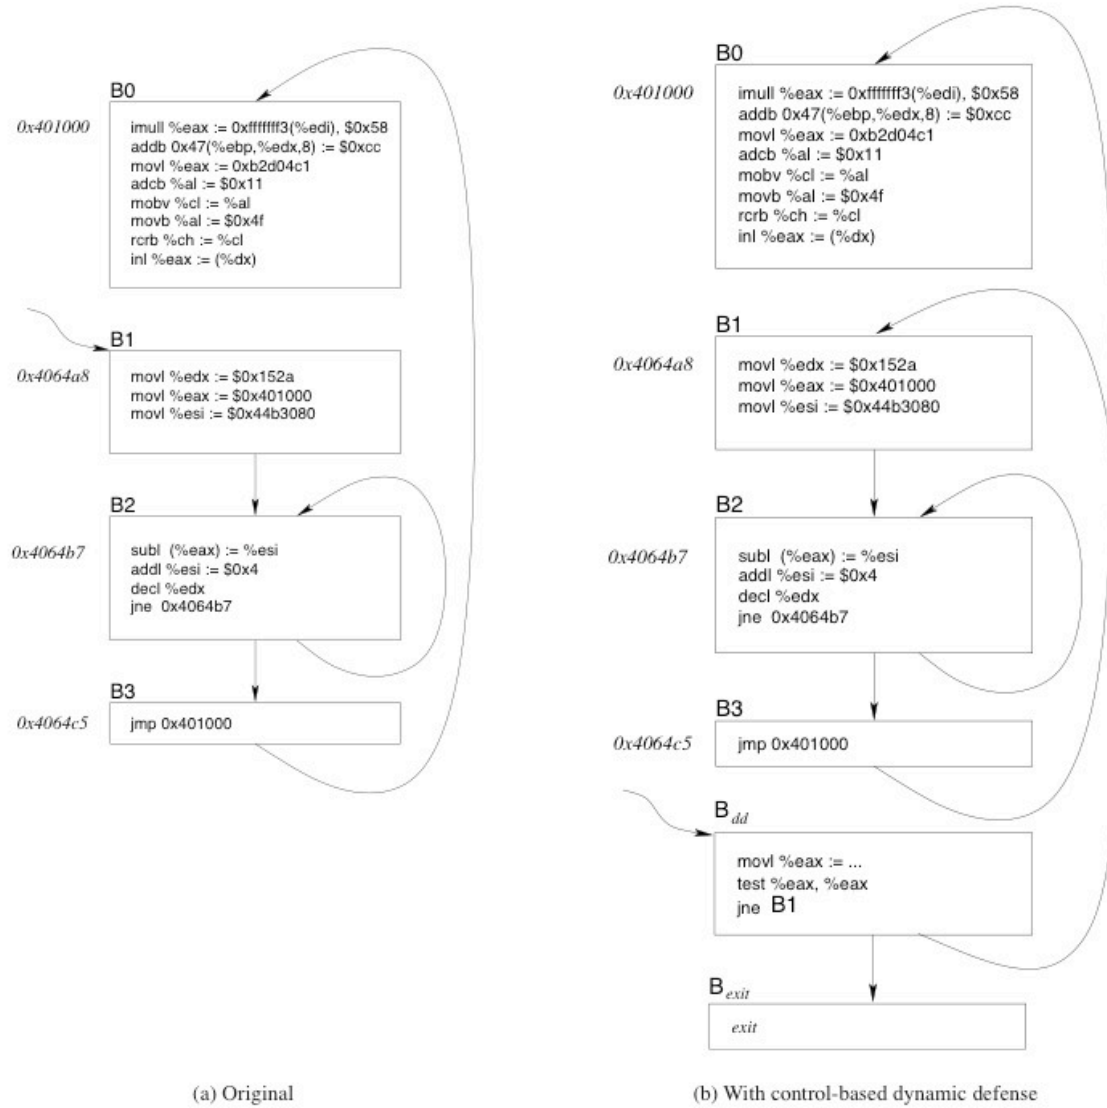 B0
0x401000
imull %eax := 0xfffffff3(%edi), $0x58
addb 0x47(%ebp,%edx,8) := $0xcc
movl %eax := 0xb2d04c1
adcb %al := $0x11
mobv %cl := %al
movb %al := $0x4f
rcrb %ch := %cl
inl %eax := (%dx)
B1
0x4064a8
movl %edx := $0x152a
movl %eax := $0x401000
movl %esi := $0x44b3080
B2
0x4064b7
subl (%eax) := %esi
addl %esi := $0x4
decl %edx
jne 0x4064b7
B3
0x4064c5
jmp 0x401000
(a) Original
B0
0x401000
imull %eax := 0xfffffff3(%edi), $0x58
addb 0x47(%ebp,%edx,8) := $0xcc
movl %eax := 0xb2d04c1
adcb %al := $0x11
mobv %cl := %al
movb %al := $0x4f
rcrb %ch := %cl
inl %eax := (%dx)
B1
0x4064a8
movl %edx := $0x152a
movl %eax := $0x401000
movl %esi := $0x44b3080
B2
0x4064b7
subl (%eax) := %esi
addl %esi := $0x4
decl %edx
jne 0x4064b7
B3
0x4064c5
jmp 0x401000
B dd
movl %eax := ...
test %eax, %eax
jne B1
B exit
exit
(b) With control-based dynamic defense